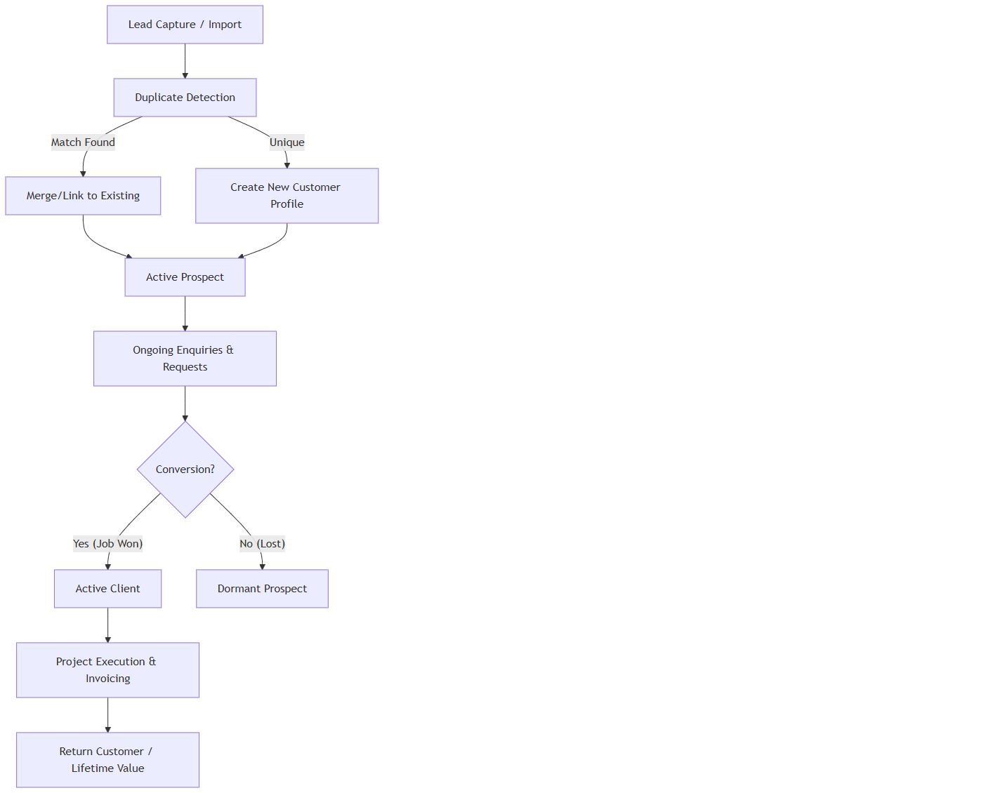 Lead Capture / Import
Duplicate Detection
Match Found
Unique
Merge/Link to Existing
Create New Customer
Profile
Active Prospect
Ongoing Enquiries &
Requests
Conversion?
Yes (Job Won)
No (Lost)
Active Client
Dormant Prospect
Project Execution &
Invoicing
Return Customer /
Lifetime Value